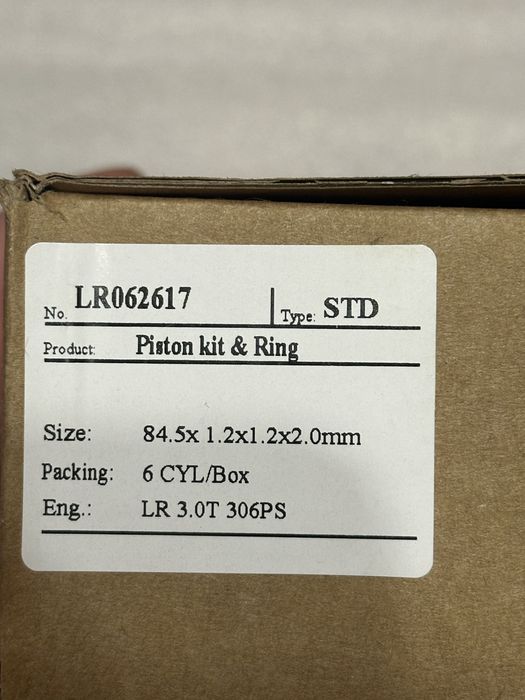 No. LR062617 Type: STD
Product: Piston kit & Ring
Size: 84.5x 1.2x1.2x2.0mm
Packing: 6 CYL/Box
Eng.: LR 3.0T 306PS